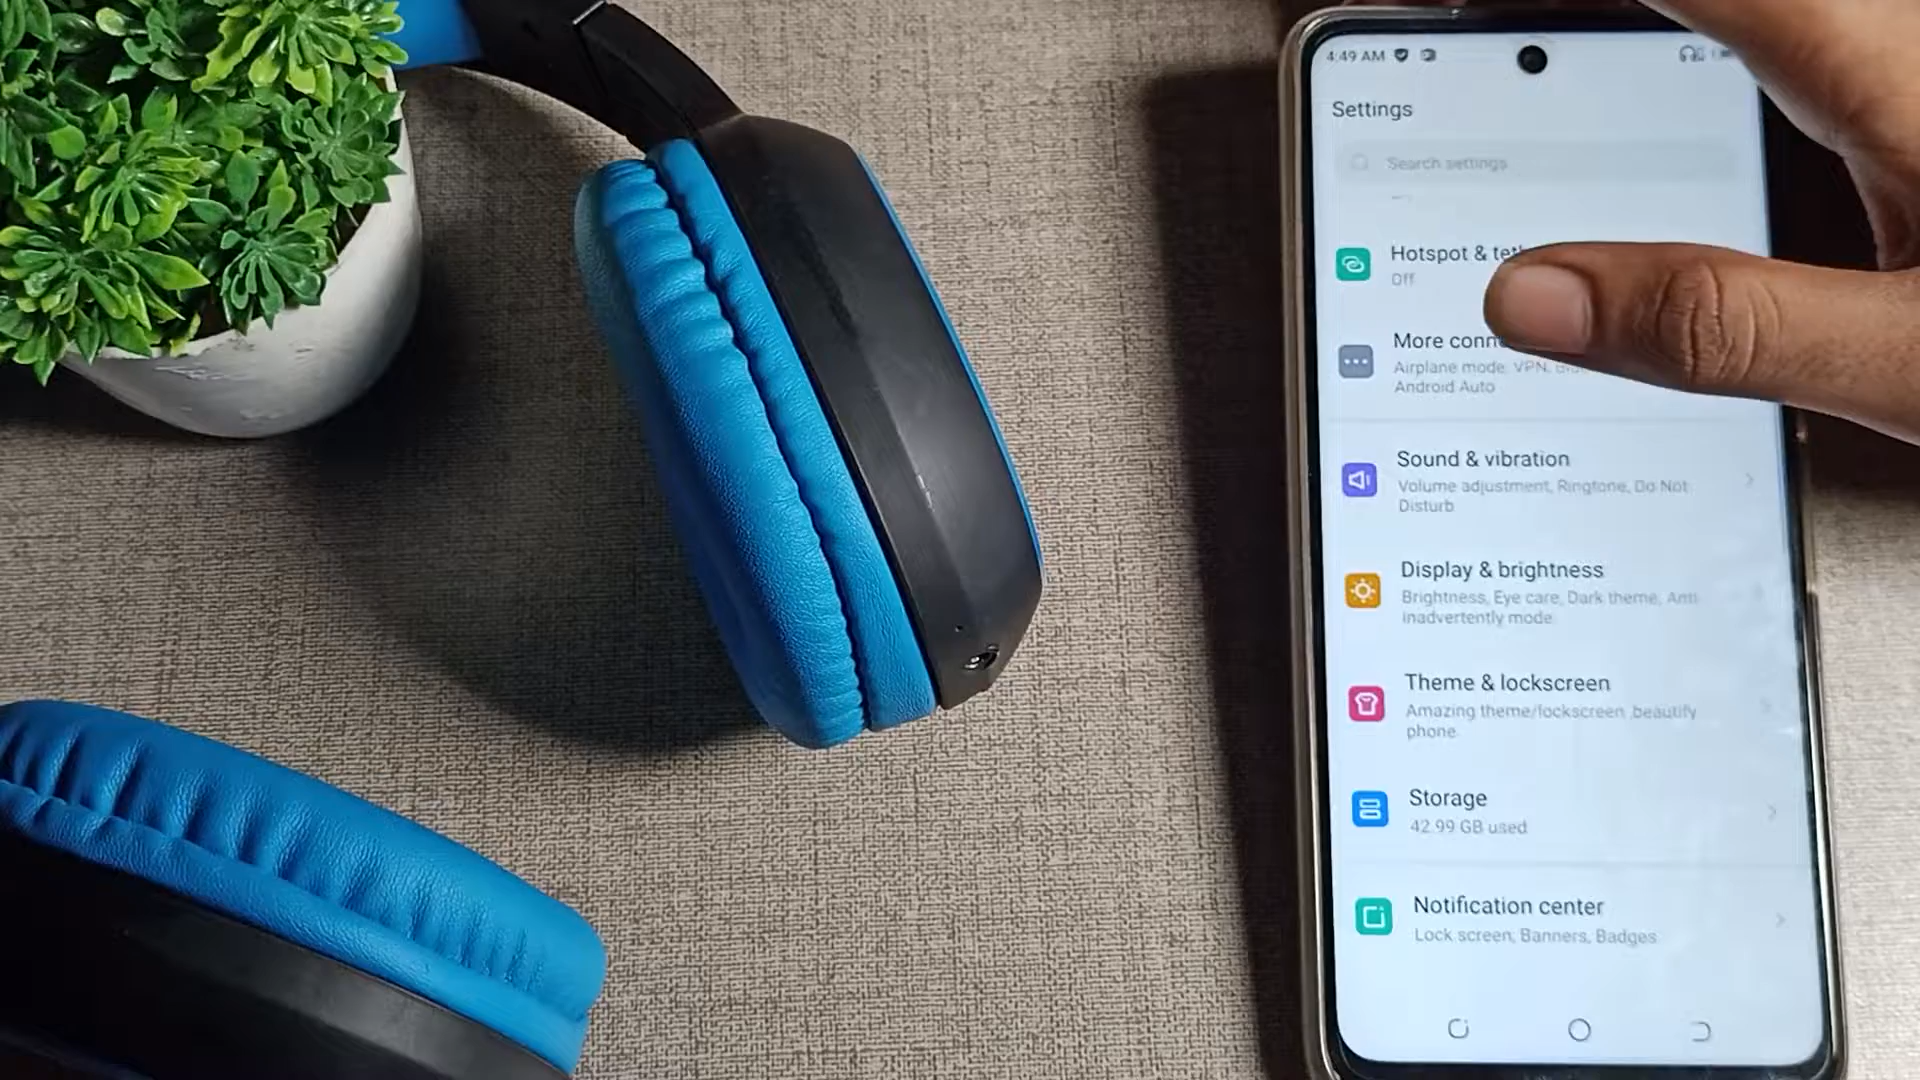 4:49 AM
Settings
Search settings
Hotspot &
Off
More
Airplane mode, VPN,
Android Auto
Sound & vibration
Volume adjustment, Ringtone, Do Not
Disturb
Display & brightness
Brightness, Eye care, Dark theme, Anti
inadvertently mode
Theme & lockscreen
Amazing theme/lockscreen ,beautify
phone
Storage
42.99 GB used
Notification center
Lock screen, Banners, Badges